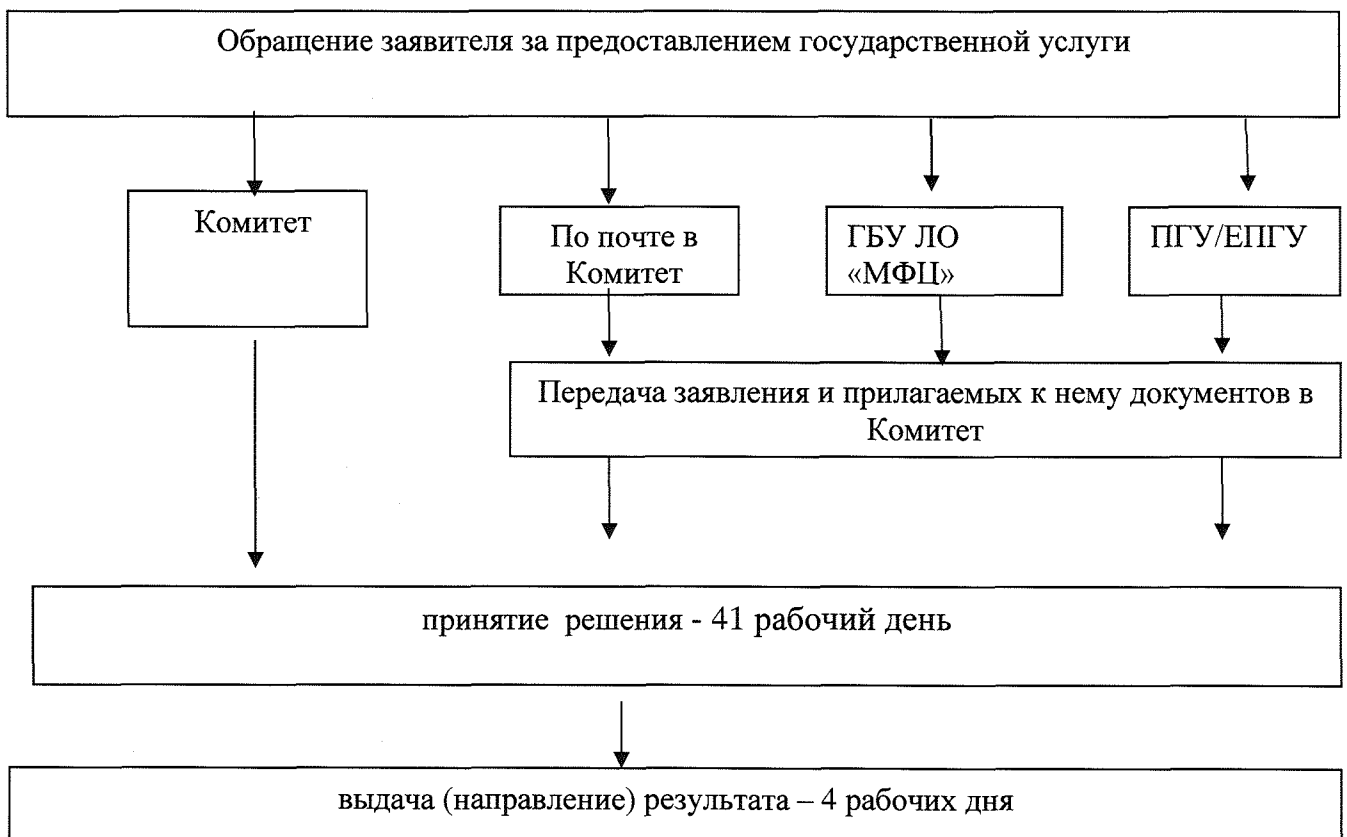 Обращение заявителя за предоставлением государственной услуги
Комитет
По почте в
Комитет
ГБУ ЛО
«МФЦ»
ПГУ/ЕПГУ
Передача заявления и прилагаемых к нему документов в
Комитет
принятие решения - 41 рабочий день
выдача (направление) результата – 4 рабочих дня